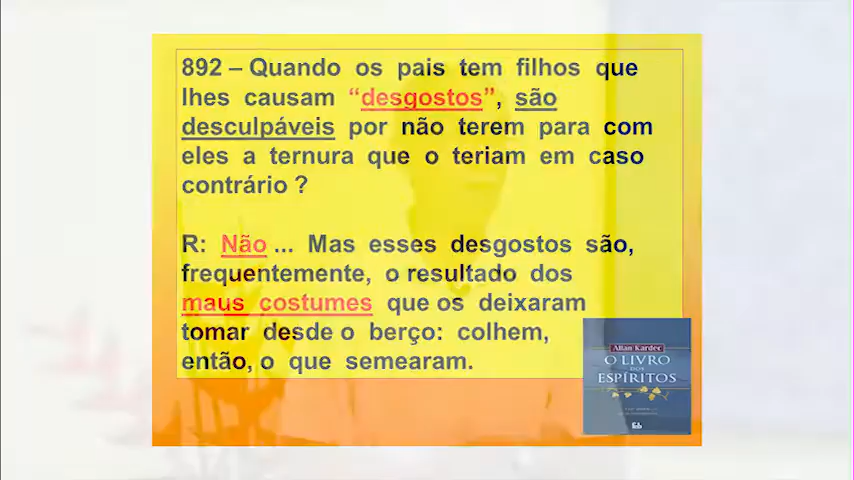 892 – Quando os pais tem filhos que
lhes causam “desgostos”, são
desculpáveis por não terem para com
eles a ternura que o teriam em caso
contrário ?
R: Não ... Mas esses desgostos são,
frequentemente, o resultado dos
maus costumes que os deixaram
tomar desde o berço: colhem,
então, o que semearam.
Allan Kardec
O LIVRO
DOS
ESPÍRITOS
feb